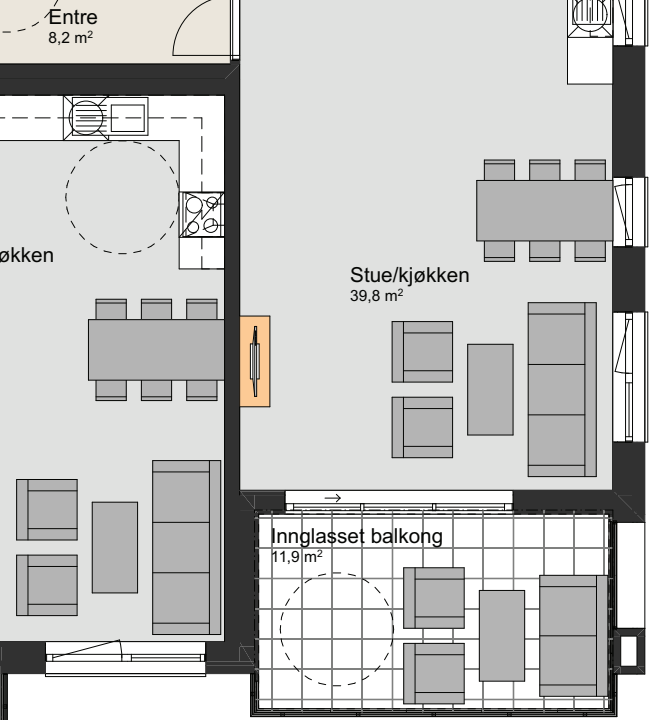 Entre
8,2 m²
økken
Stue/kjøkken
39,8 m²
Innglasset balkong
11,9 m²